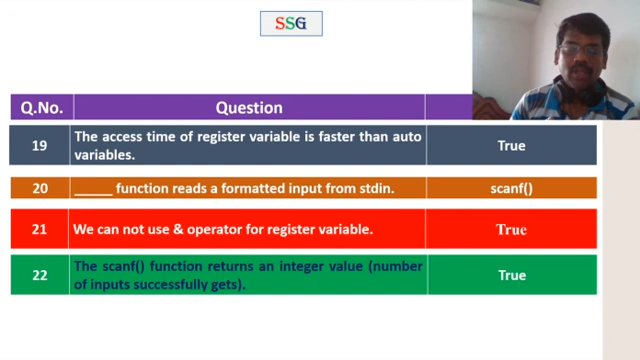 SSG
Q.No. Question
19 The access time of register variable is faster than auto variables. True
20 _____ function reads a formatted input from stdin. scanf()
21 We can not use & operator for register variable. True
22 The scanf() function returns an integer value (number of inputs successfully gets). True